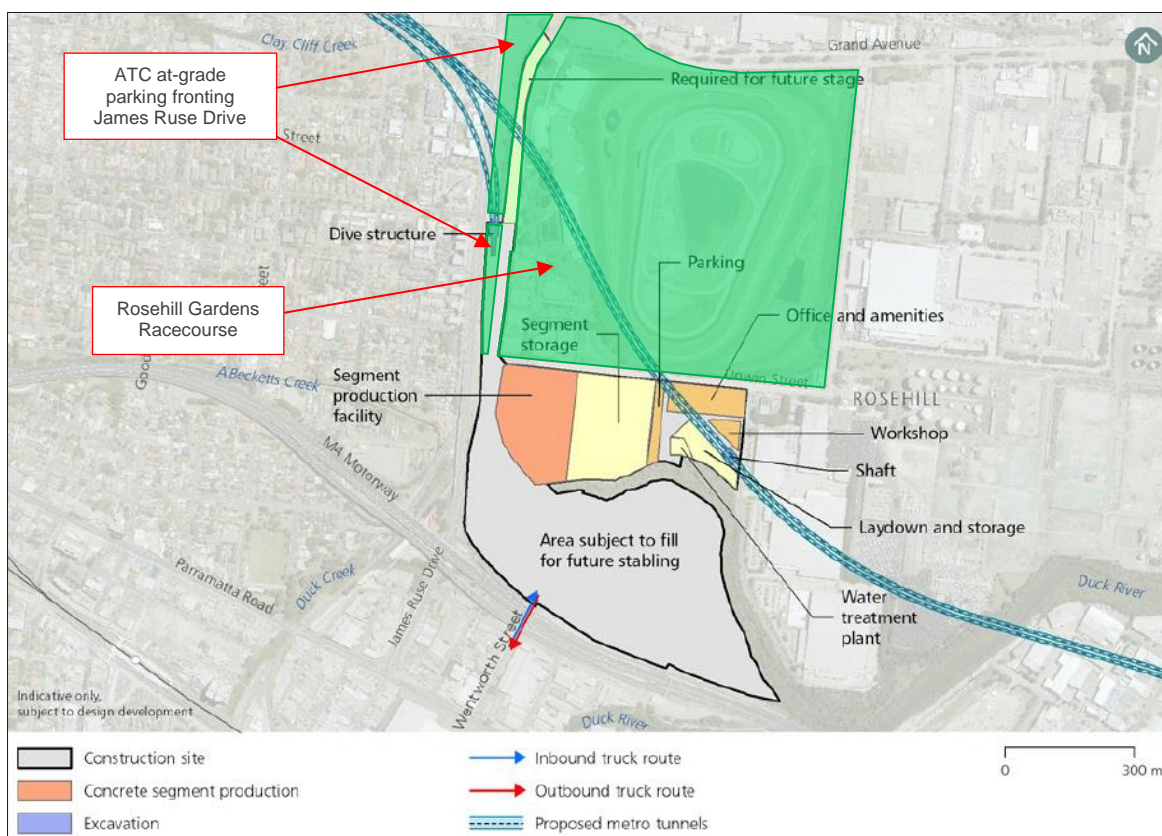 Clay Cliff Creek
Grand Avenue
N
ATC at-grade
parking fronting
James Ruse Drive
Required for future stage
Street
Dive structure
Street
Parking
Rosehill Gardens
Racecourse
Office and amenities
Segment
storage
Good
A'Becketts Creek
Unwin Street
Segment
production
facility
ROSEHILL
Workshop
Shaft
M4 Motorway
Laydown and storage
Area subject to fill
for future stabling
Parramatta Road
Duck Creek
James Ruse Drive
Duck River
Water
treatment
plant
Wentworth Street
Indicative only,
subject to design development
Duck River
Construction site
Inbound truck route
0 300 m
Concrete segment production
Outbound truck route
Excavation
Proposed metro tunnels